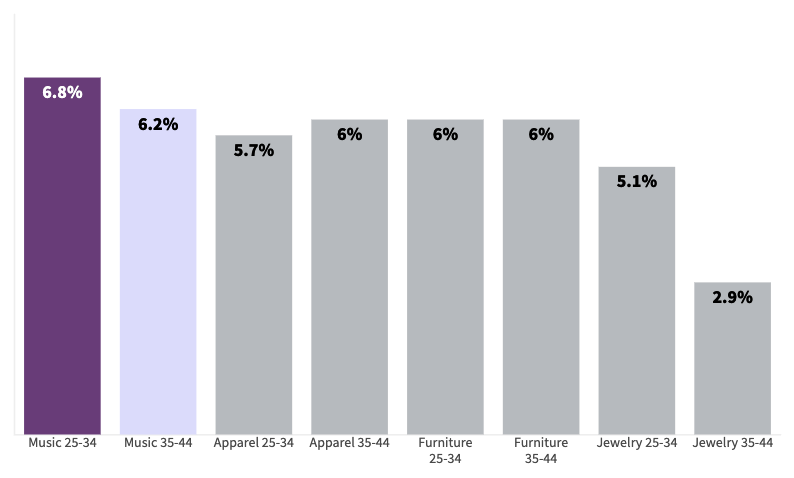 6.8%
6.2%
5.7%
6%
6%
6%
5.1%
2.9%
Music 25-34
Music 35-44
Apparel 25-34
Apparel 35-44
Furniture
25-34
Furniture
35-44
Jewelry 25-34
Jewelry 35-44